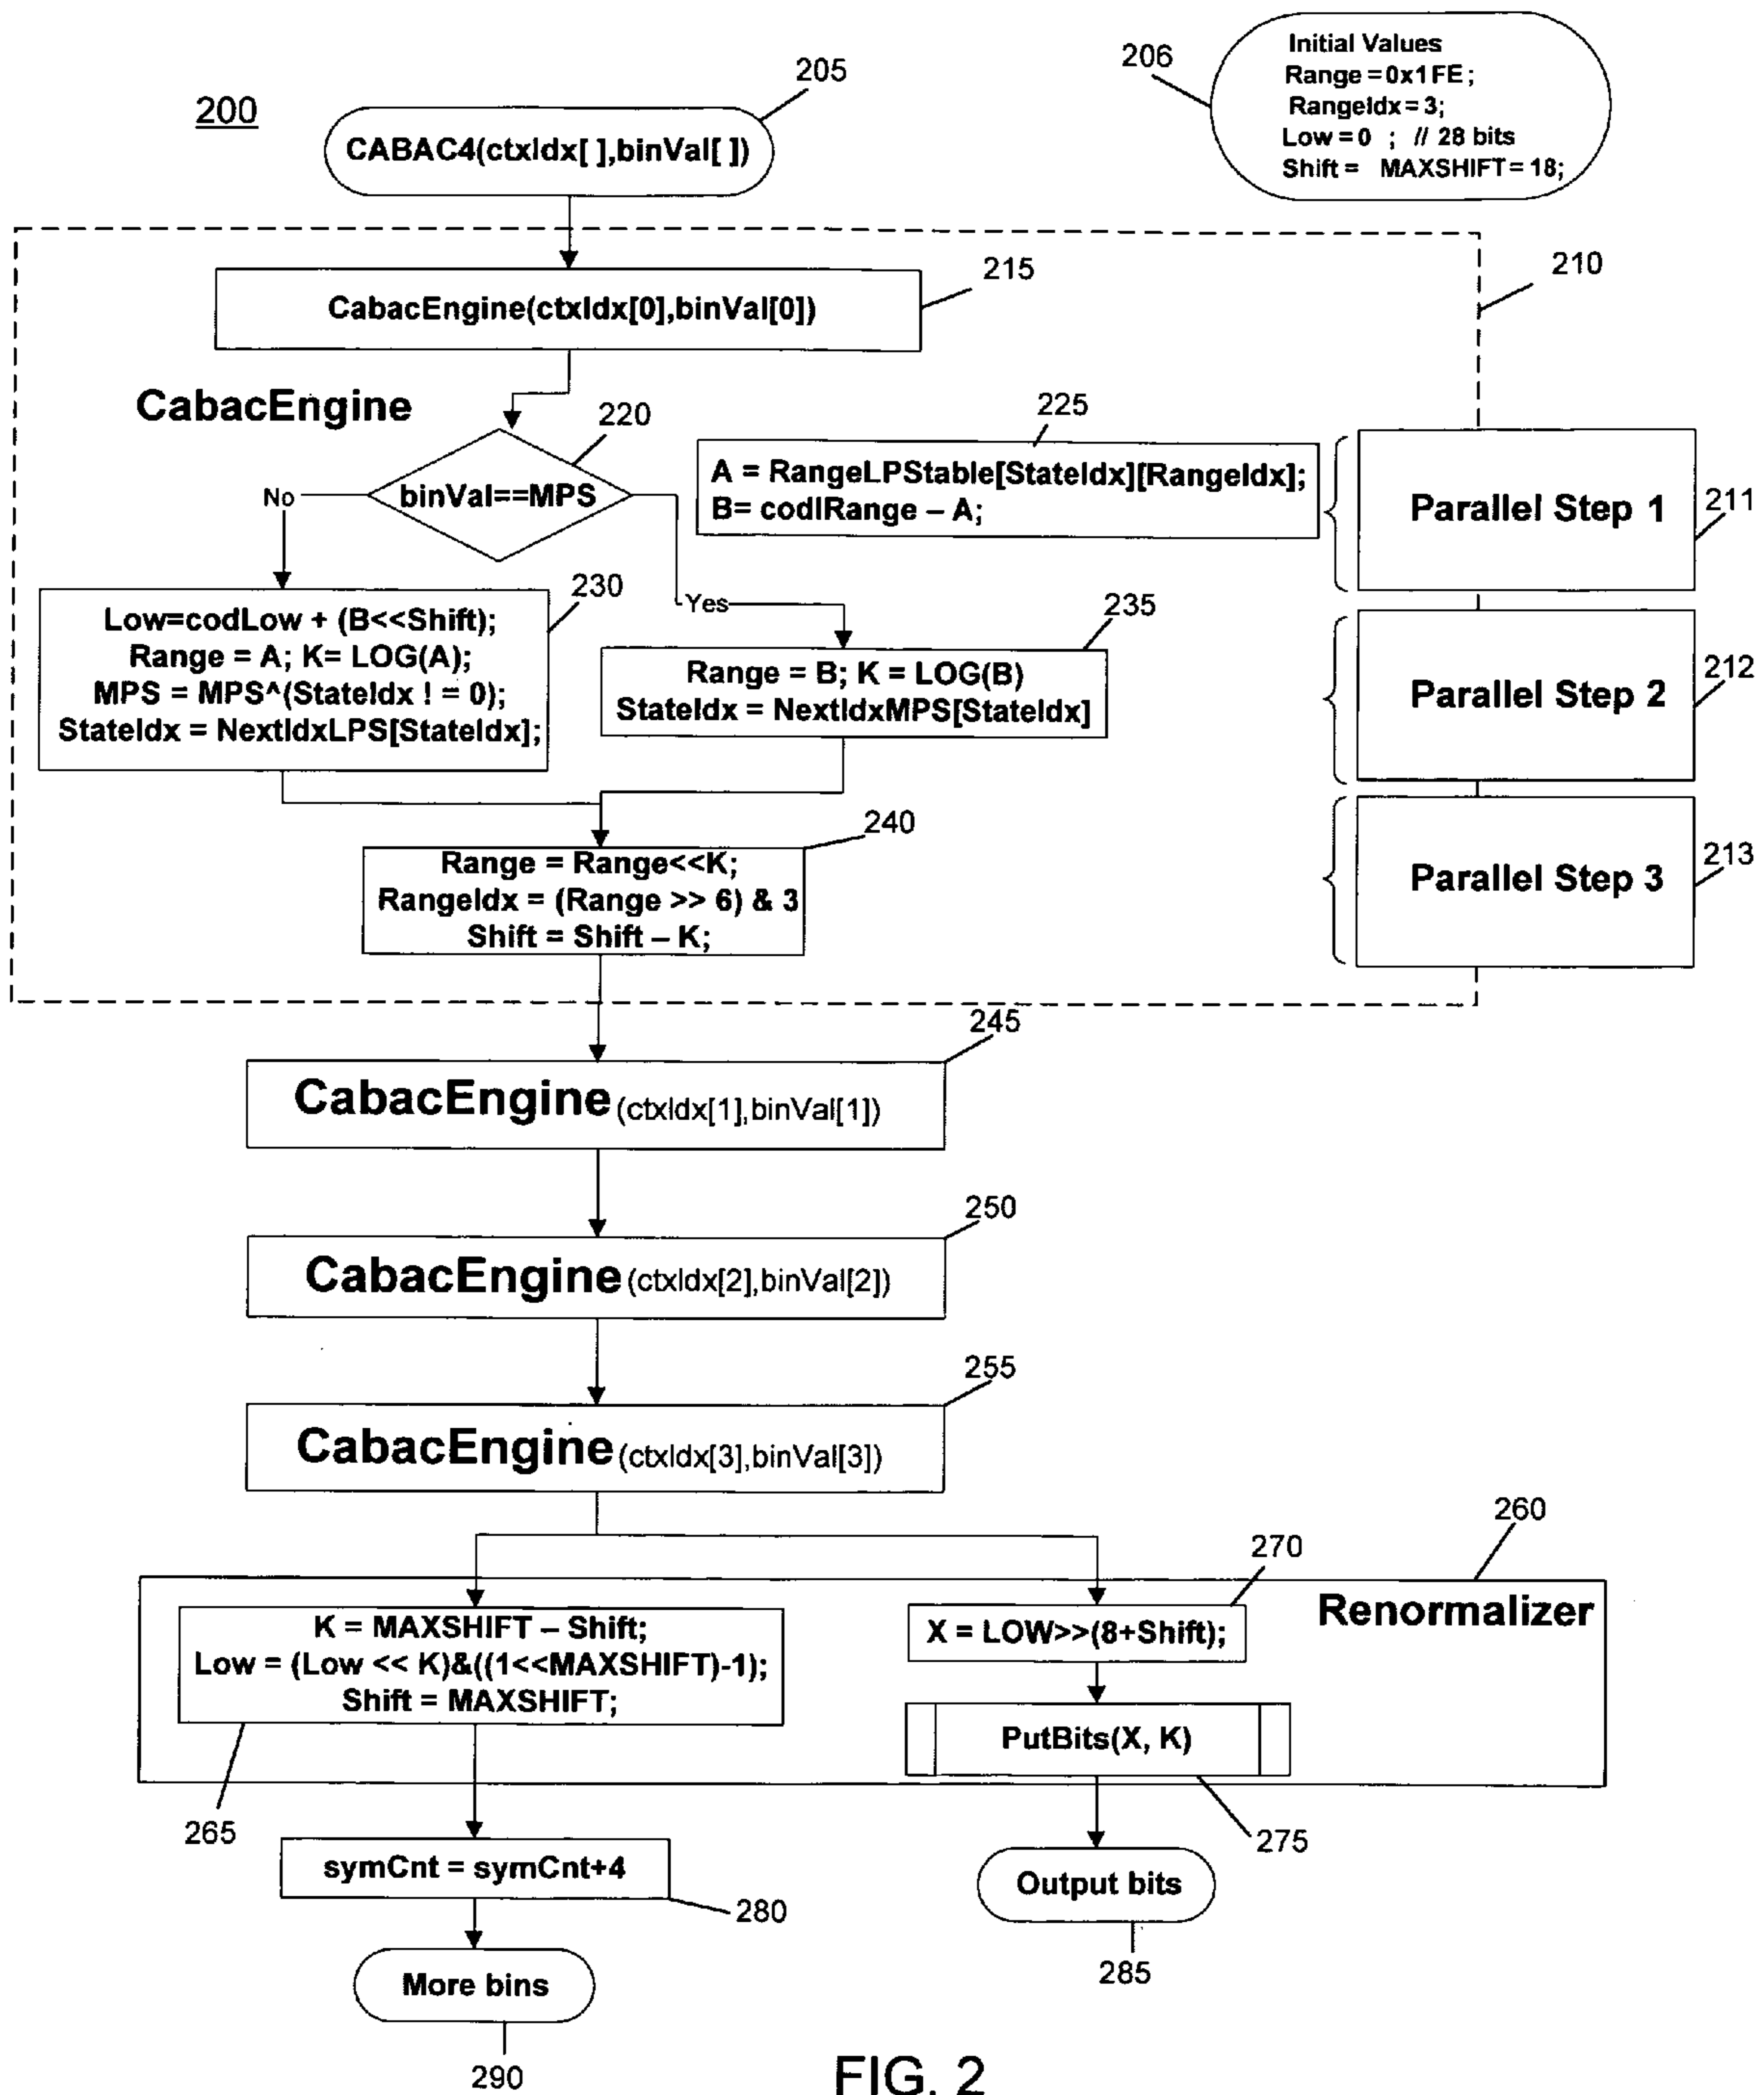 206
Initial Values
Range=0x1FE;
RangeIdx=3;
Low=0 ; // 28 bits
Shift= MAXSHIFT=18;
200
205
CABAC4(ctxIdx[ ],binVal[ ])
215
CabacEngine(ctxIdx[0],binVal[0])
210
CabacEngine
220
binVal==MPS
No
Yes
225
A = RangeLPStable[StateIdx][RangeIdx];
B= codIRange – A;
Parallel Step 1
211
230
Low=codLow + (B<<Shift);
Range = A; K= LOG(A);
MPS = MPS^(StateIdx ! = 0);
StateIdx = NextIdxLPS[StateIdx];
235
Range = B; K = LOG(B)
StateIdx = NextIdxMPS[StateIdx]
Parallel Step 2
212
240
Range = Range<<K;
RangeIdx = (Range >> 6) & 3
Shift = Shift – K;
Parallel Step 3
213
245
CabacEngine(ctxIdx[1],binVal[1])
250
CabacEngine(ctxIdx[2],binVal[2])
255
CabacEngine(ctxIdx[3],binVal[3])
260
Renormalizer
K = MAXSHIFT – Shift;
Low = (Low << K)&((1<<MAXSHIFT)-1);
Shift = MAXSHIFT;
265
270
X = LOW>>(8+Shift);
PutBits(X, K)
275
symCnt = symCnt+4
280
Output bits
285
More bins
290
FIG. 2